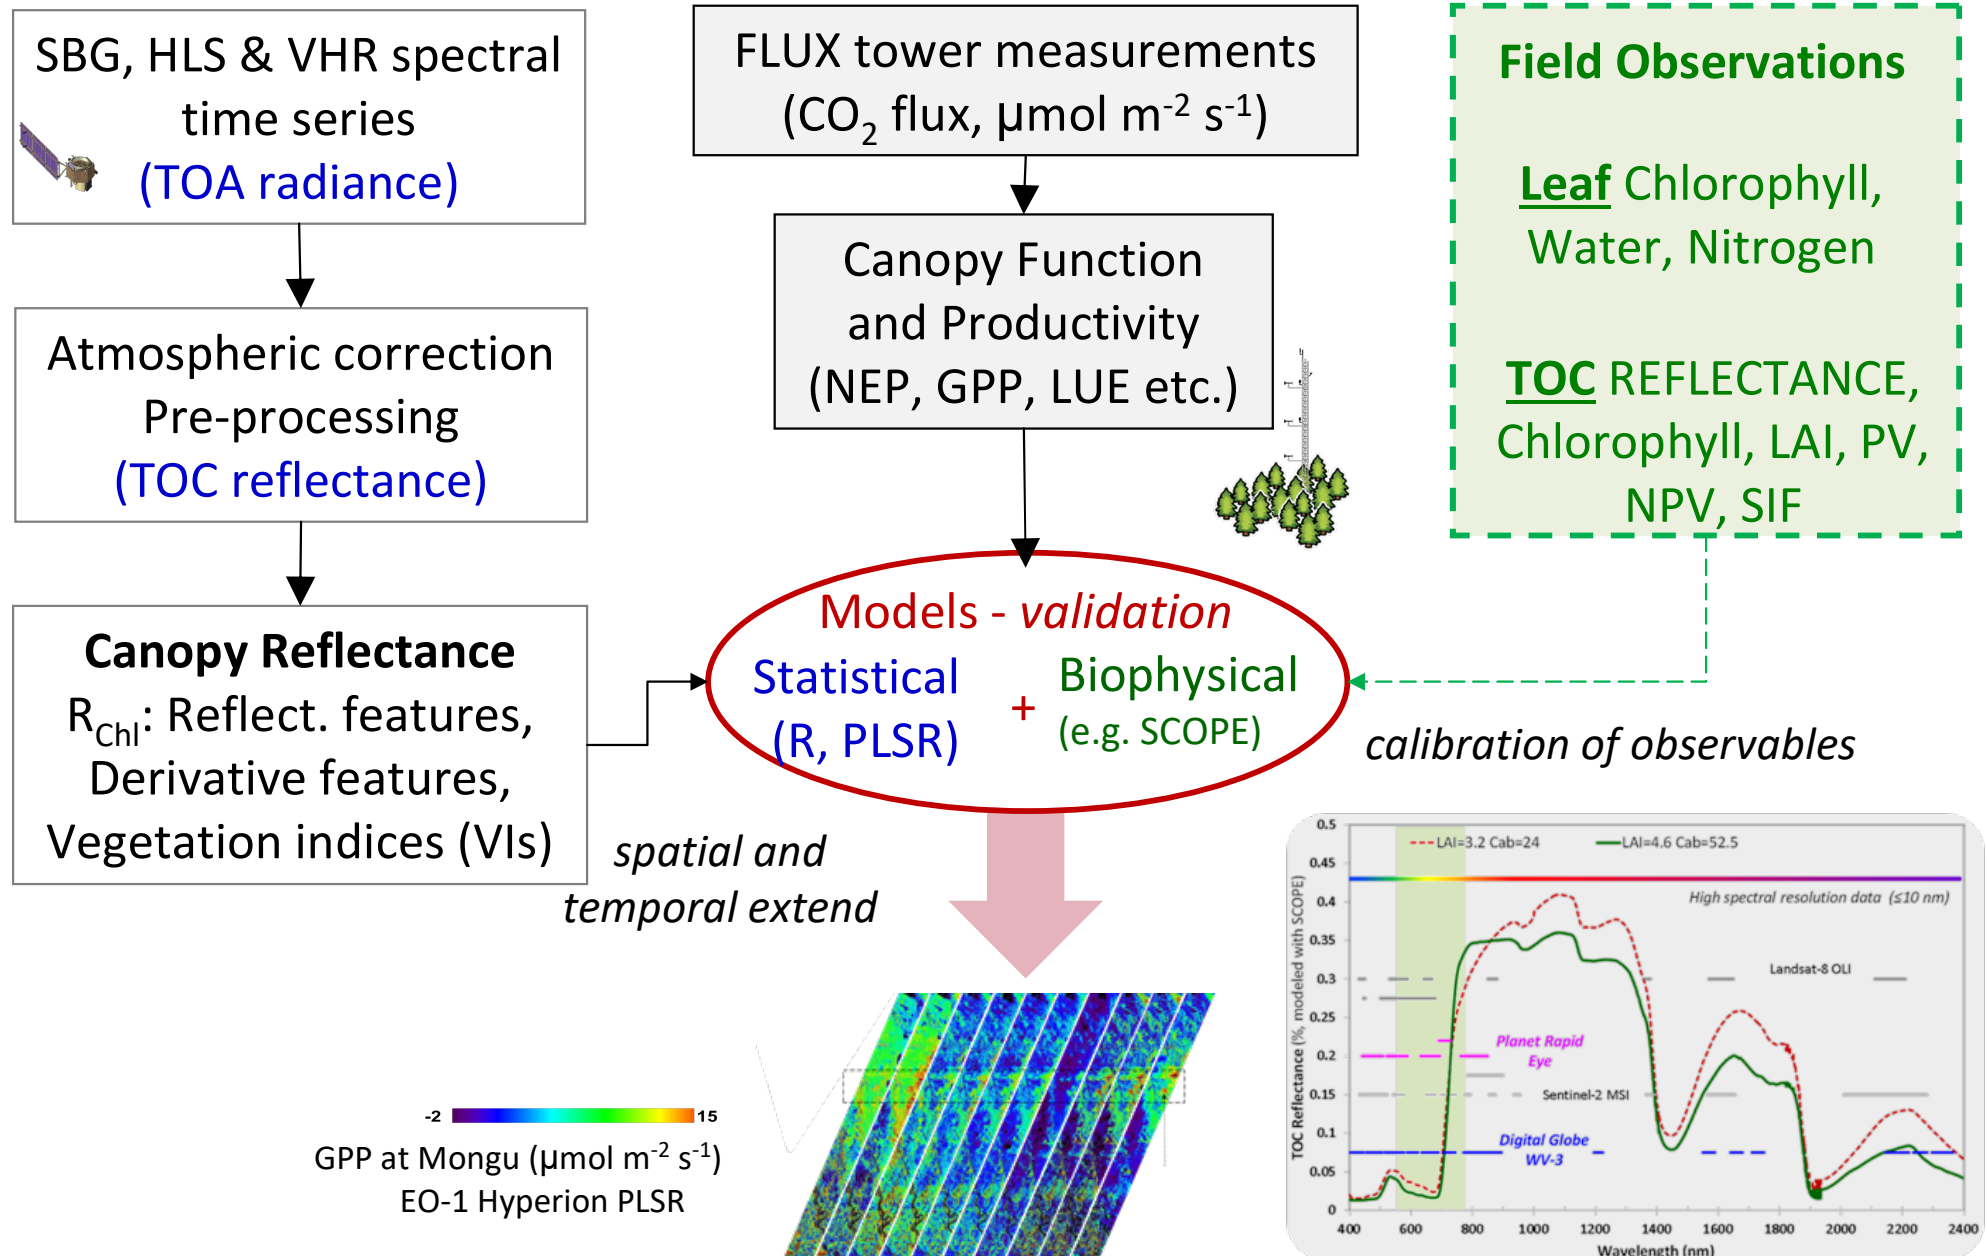 SBG, HLS & VHR spectral
time series
(TOA radiance)
Atmospheric correction
Pre-processing
(TOC reflectance)
Canopy Reflectance
R_Chl: Reflect. features,
Derivative features,
Vegetation indices (VIs)
FLUX tower measurements
(CO₂ flux, µmol m⁻² s⁻¹)
Canopy Function
and Productivity
(NEP, GPP, LUE etc.)
Field Observations
Leaf Chlorophyll,
Water, Nitrogen
TOC REFLECTANCE,
Chlorophyll, LAI, PV,
NPV, SIF
Models - validation
Statistical
(R, PLSR)
+
Biophysical
(e.g. SCOPE)
calibration of observables
spatial and
temporal extend
-2
15
GPP at Mongu (µmol m⁻² s⁻¹)
EO-1 Hyperion PLSR
TOC Reflectance (%, modeled with SCOPE)
0.5
0.45
0.4
0.35
0.3
0.25
0.2
0.15
0.1
0.05
0
LAI=3.2 Cab=24
LAI=4.6 Cab=52.5
High spectral resolution data (≤10 nm)
Landsat-8 OLI
Planet Rapid
Eye
Sentinel-2 MSI
Digital Globe
WV-3
400 600 800 1000 1200 1400 1600 1800 2000 2200 2400
Wavelength (nm)